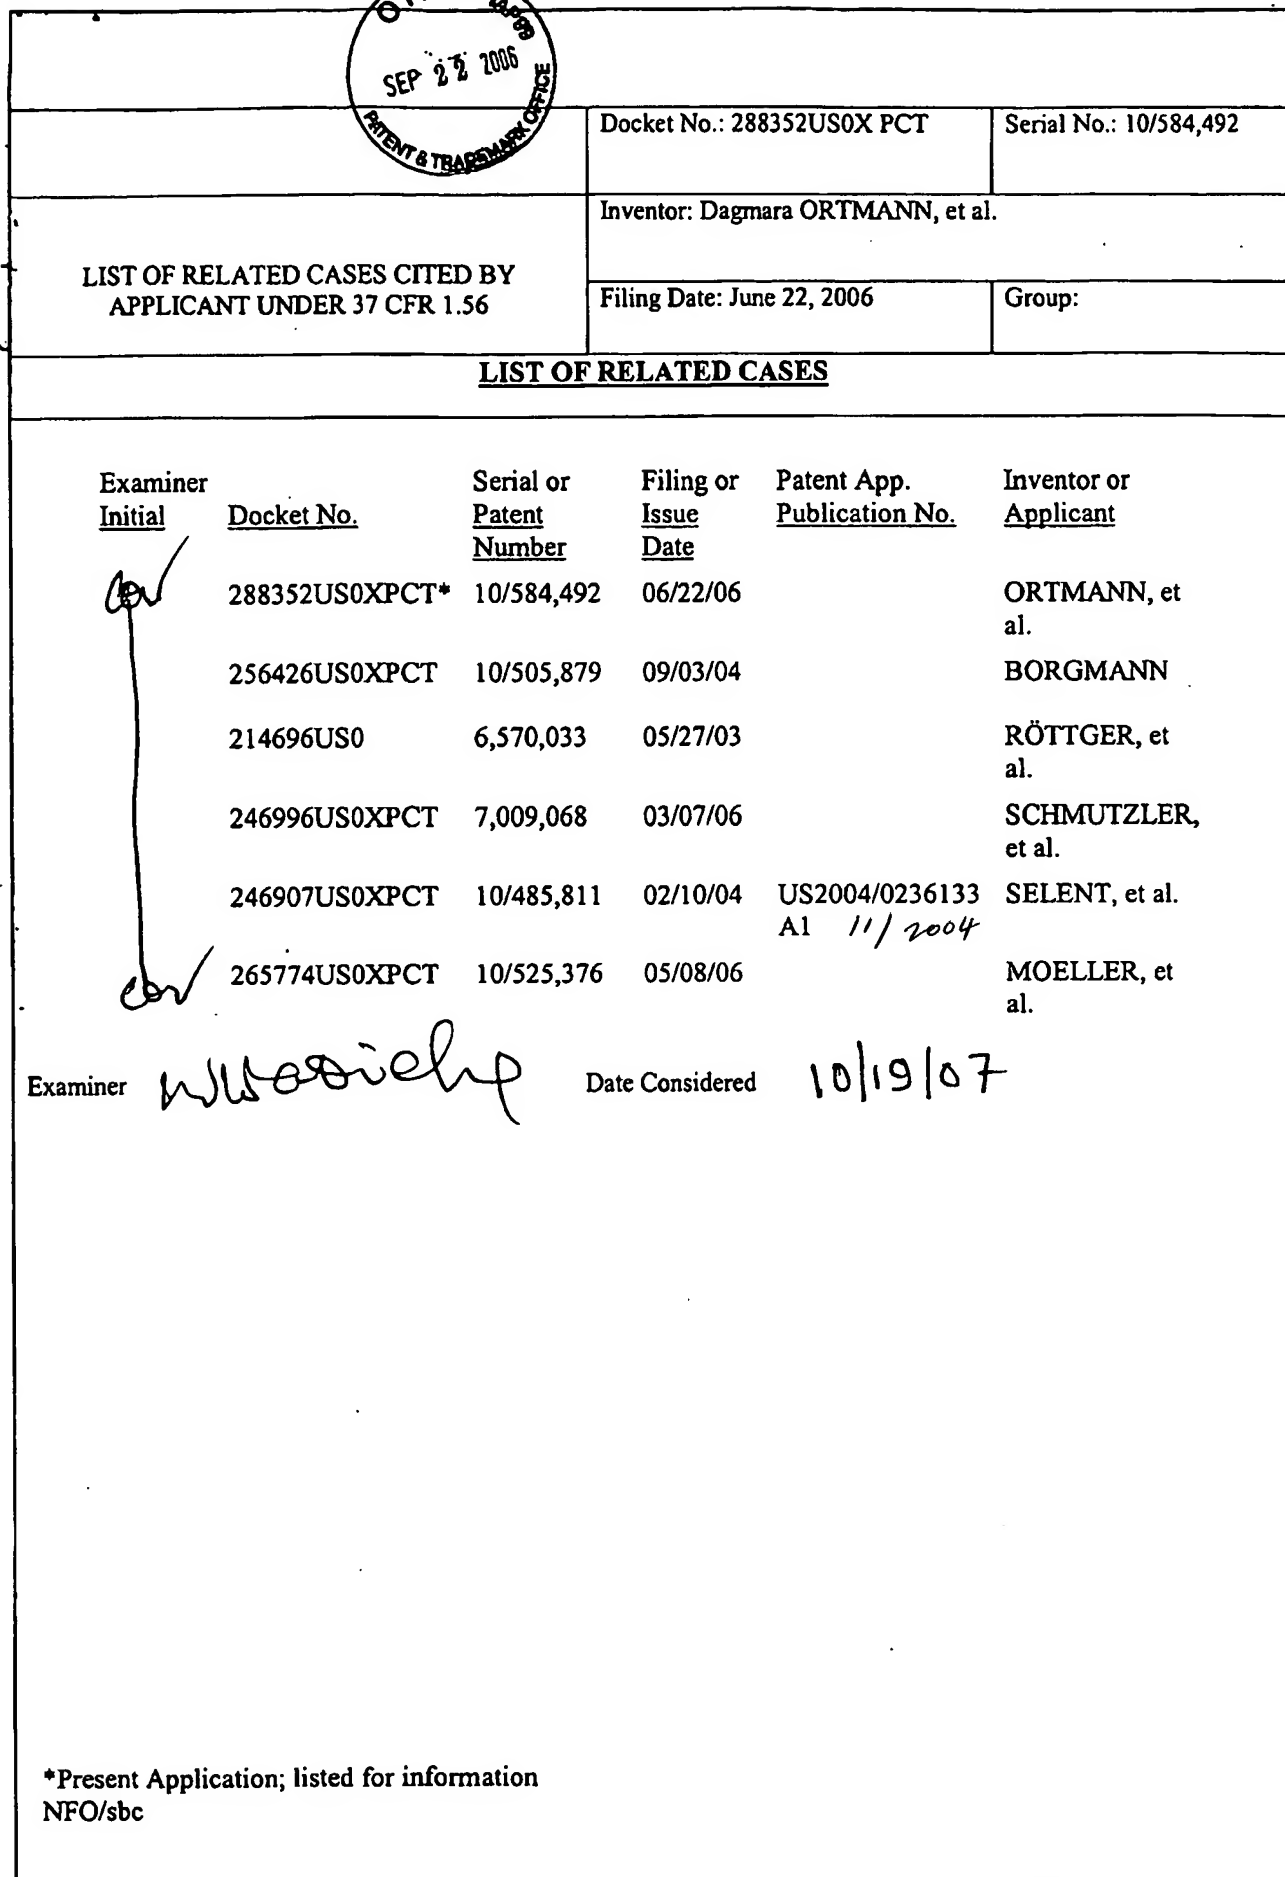 SEP 22 2006
PATENT & TRADEMARK OFFICE
Docket No.: 288352US0X PCT
Serial No.: 10/584,492
Inventor: Dagmara ORTMANN, et al.
LIST OF RELATED CASES CITED BY
APPLICANT UNDER 37 CFR 1.56
Filing Date: June 22, 2006
Group:
LIST OF RELATED CASES
Examiner Serial or Filing or Patent App. Inventor or
Initial Docket No. Patent Issue Publication No. Applicant
Number Date
288352US0XPCT* 10/584,492 06/22/06 ORTMANN, et
al.
256426US0XPCT 10/505,879 09/03/04 BORGMANN
214696US0 6,570,033 05/27/03 RÖTTGER, et
al.
246996US0XPCT 7,009,068 03/07/06 SCHMUTZLER,
et al.
246907US0XPCT 10/485,811 02/10/04 US2004/0236133 SELENT, et al.
A1 11/2004
265774US0XPCT 10/525,376 05/08/06 MOELLER, et
al.
Examiner Date Considered 10/19/07
*Present Application; listed for information
NFO/sbc